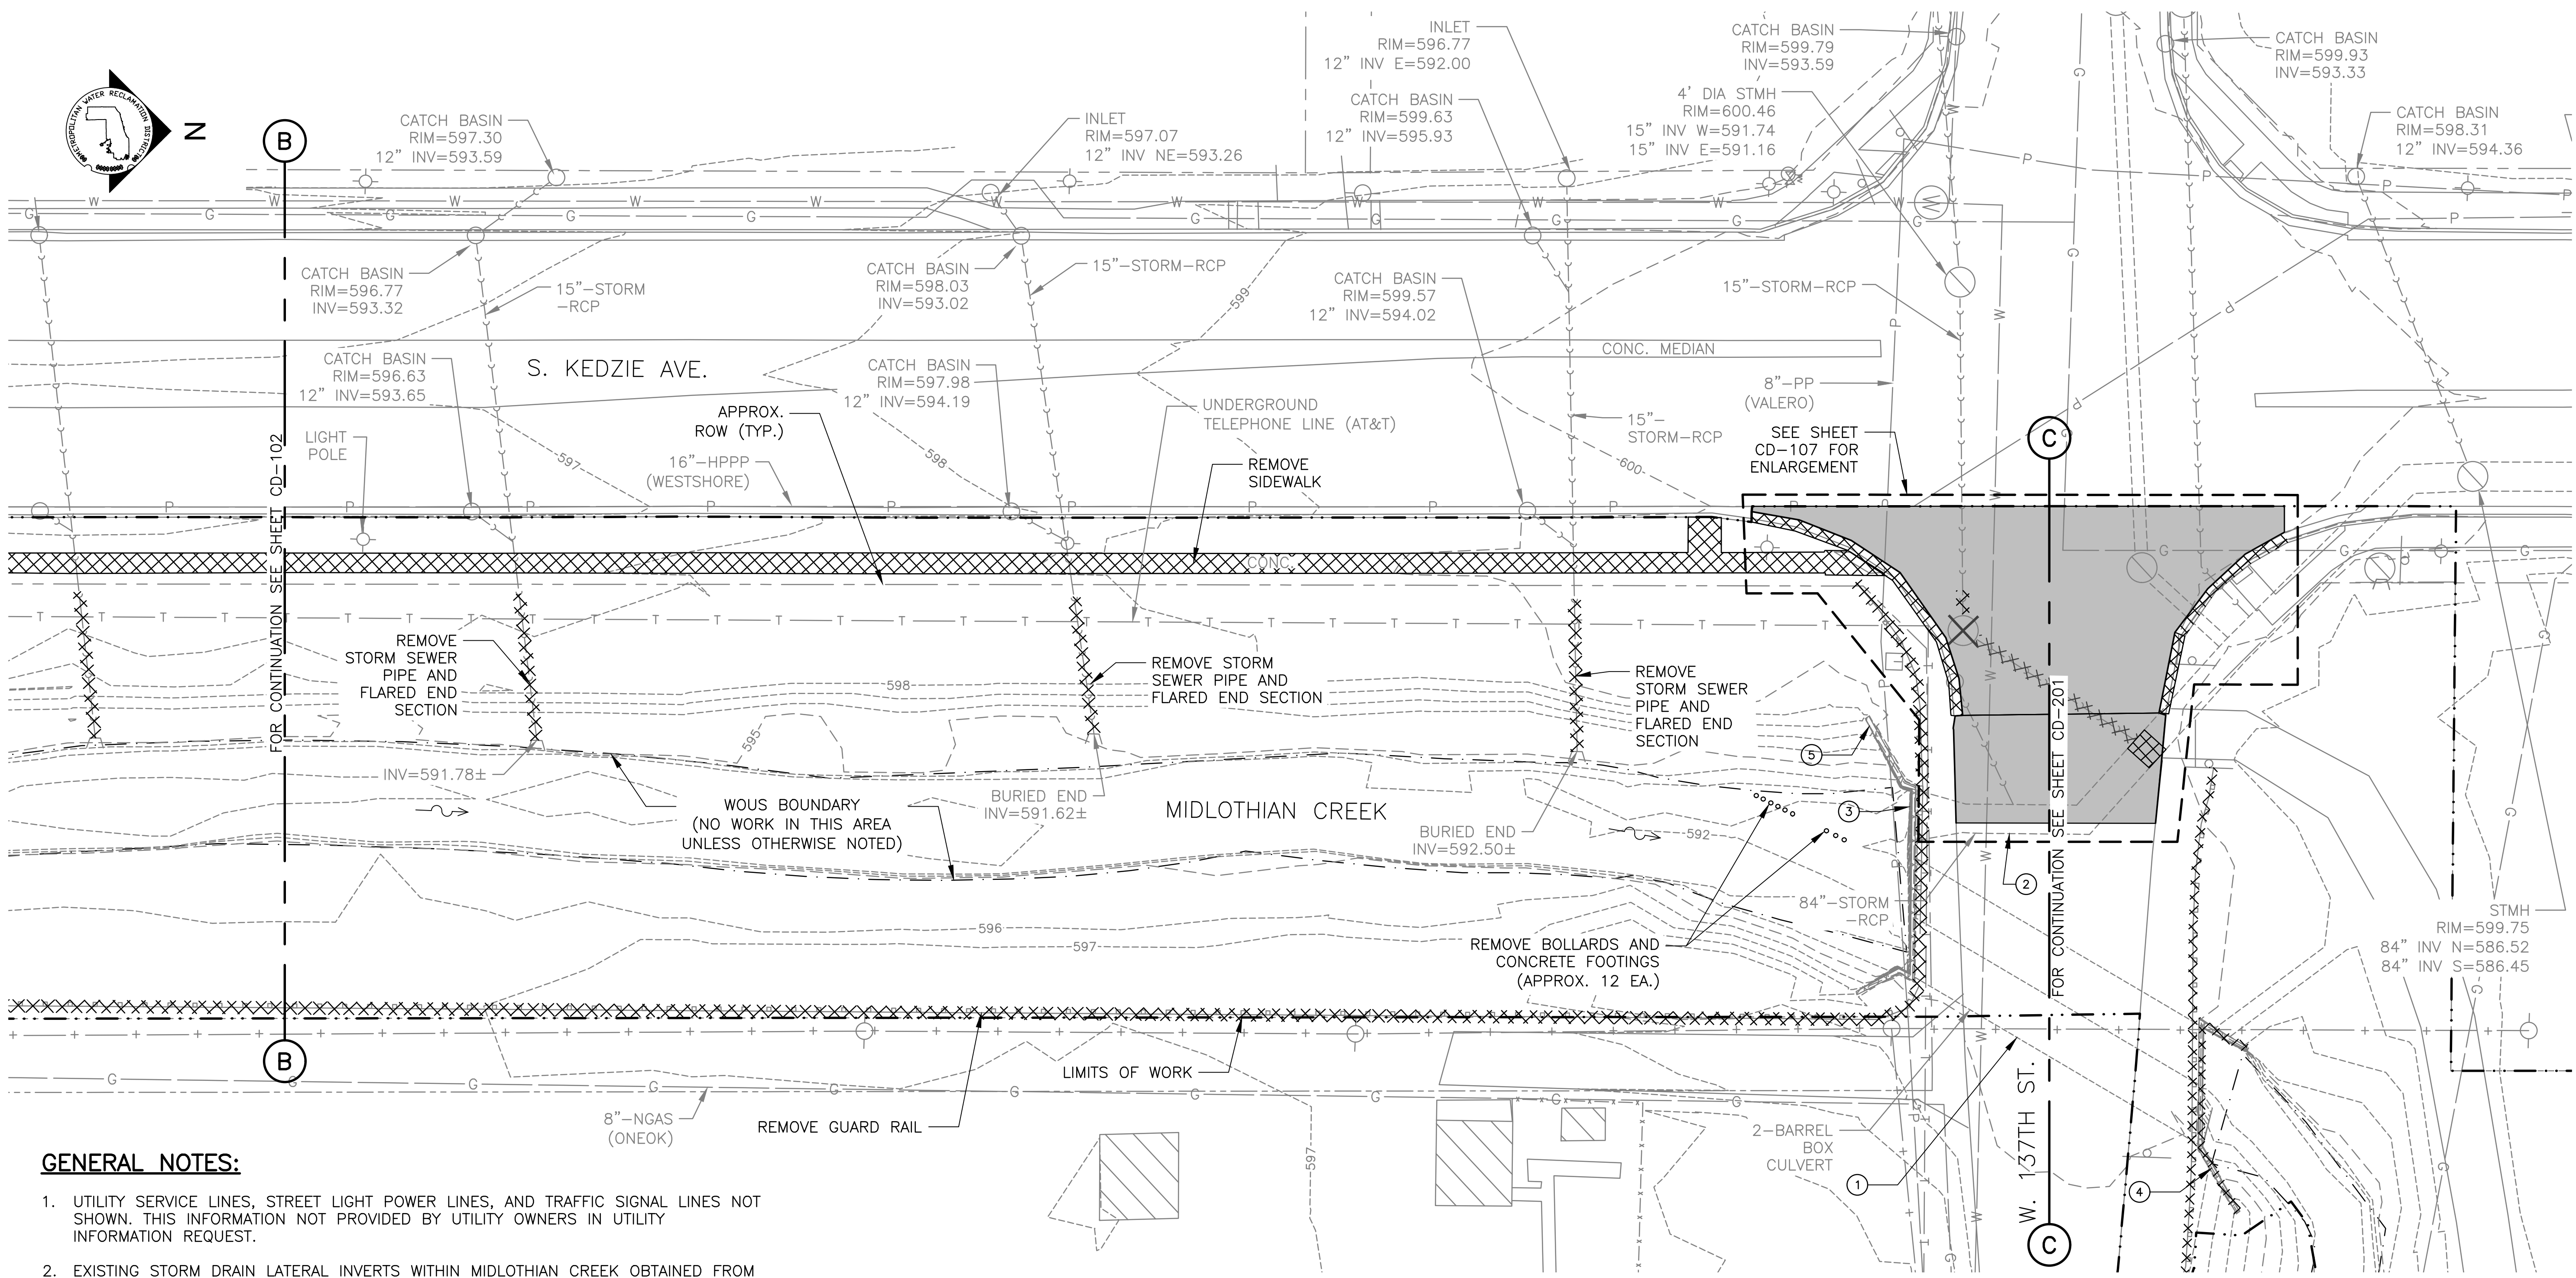 METROPOLITAN WATER RECLAMATION DISTRICT
N
B
CATCH BASIN
RIM=597.30
12" INV=593.59
INLET
RIM=597.07
12" INV NE=593.26
INLET
RIM=596.77
12" INV E=592.00
CATCH BASIN
RIM=599.63
12" INV=595.93
CATCH BASIN
RIM=599.79
INV=593.59
4' DIA STMH
RIM=600.46
15" INV W=591.74
15" INV E=591.16
CATCH BASIN
RIM=599.93
INV=593.33
CATCH BASIN
RIM=598.31
12" INV=594.36
CATCH BASIN
RIM=596.77
INV=593.32
15"-STORM
-RCP
CATCH BASIN
RIM=598.03
INV=593.02
15"-STORM-RCP
599
CATCH BASIN
RIM=599.57
12" INV=594.02
15"-STORM-RCP
CATCH BASIN
RIM=596.63
12" INV=593.65
S. KEDZIE AVE.
CATCH BASIN
RIM=597.98
12" INV=594.19
CONC. MEDIAN
8"-PP
(VALERO)
LIGHT
POLE
597
APPROX.
ROW (TYP.)
16"-HPPP
(WESTSHORE)
598
UNDERGROUND
TELEPHONE LINE (AT&T)
REMOVE
SIDEWALK
15"-
STORM-RCP
600
SEE SHEET
CD-107 FOR
ENLARGEMENT
C
CONC.
FOR CONTINUATION SEE SHEET CD-102
REMOVE
STORM SEWER
PIPE AND
FLARED END
SECTION
598
REMOVE STORM
SEWER PIPE AND
FLARED END SECTION
REMOVE
STORM SEWER
PIPE AND
FLARED END
SECTION
595
INV=591.78±
WOUS BOUNDARY
(NO WORK IN THIS AREA
UNLESS OTHERWISE NOTED)
BURIED END
INV=591.62±
MIDLOTHIAN CREEK
BURIED END
INV=592.50±
592
5
3
2
FOR CONTINUATION SEE SHEET CD-201
84"-STORM
-RCP
596
597
REMOVE BOLLARDS AND
CONCRETE FOOTINGS
(APPROX. 12 EA.)
STMH
RIM=599.75
84" INV N=586.52
84" INV S=586.45
B
LIMITS OF WORK
8"-NGAS
(ONEOK)
REMOVE GUARD RAIL
597
2-BARREL
BOX
CULVERT
1
4
W. 137TH ST.
C
GENERAL NOTES:
1. UTILITY SERVICE LINES, STREET LIGHT POWER LINES, AND TRAFFIC SIGNAL LINES NOT
SHOWN. THIS INFORMATION NOT PROVIDED BY UTILITY OWNERS IN UTILITY
INFORMATION REQUEST.
2. EXISTING STORM DRAIN LATERAL INVERTS WITHIN MIDLOTHIAN CREEK OBTAINED FROM